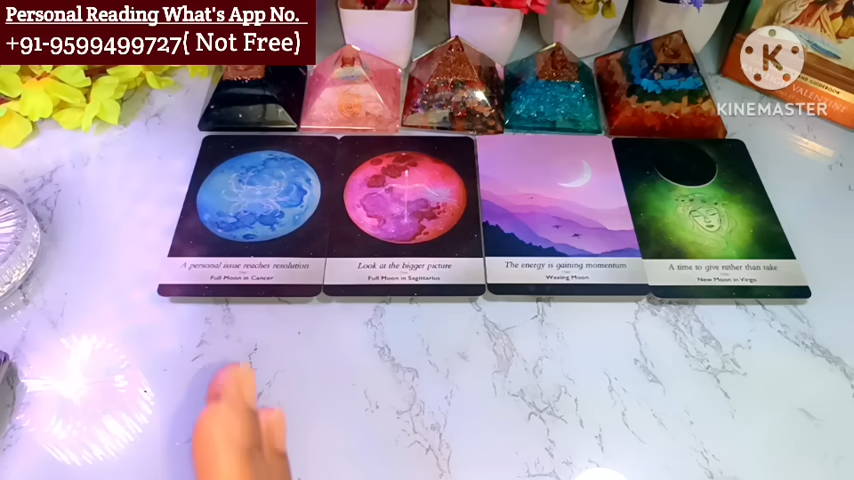 Personal Reading What's App No.
+91-9599499727( Not Free)
K
KINEMASTER
VALENTINE
A personal issue reaches resolution
Full Moon in Cancer
Look at the bigger picture
Full Moon in Sagittarius
The energy is gaining momentum
Waxing Moon
A time to give rather than take
New Moon in Virgo